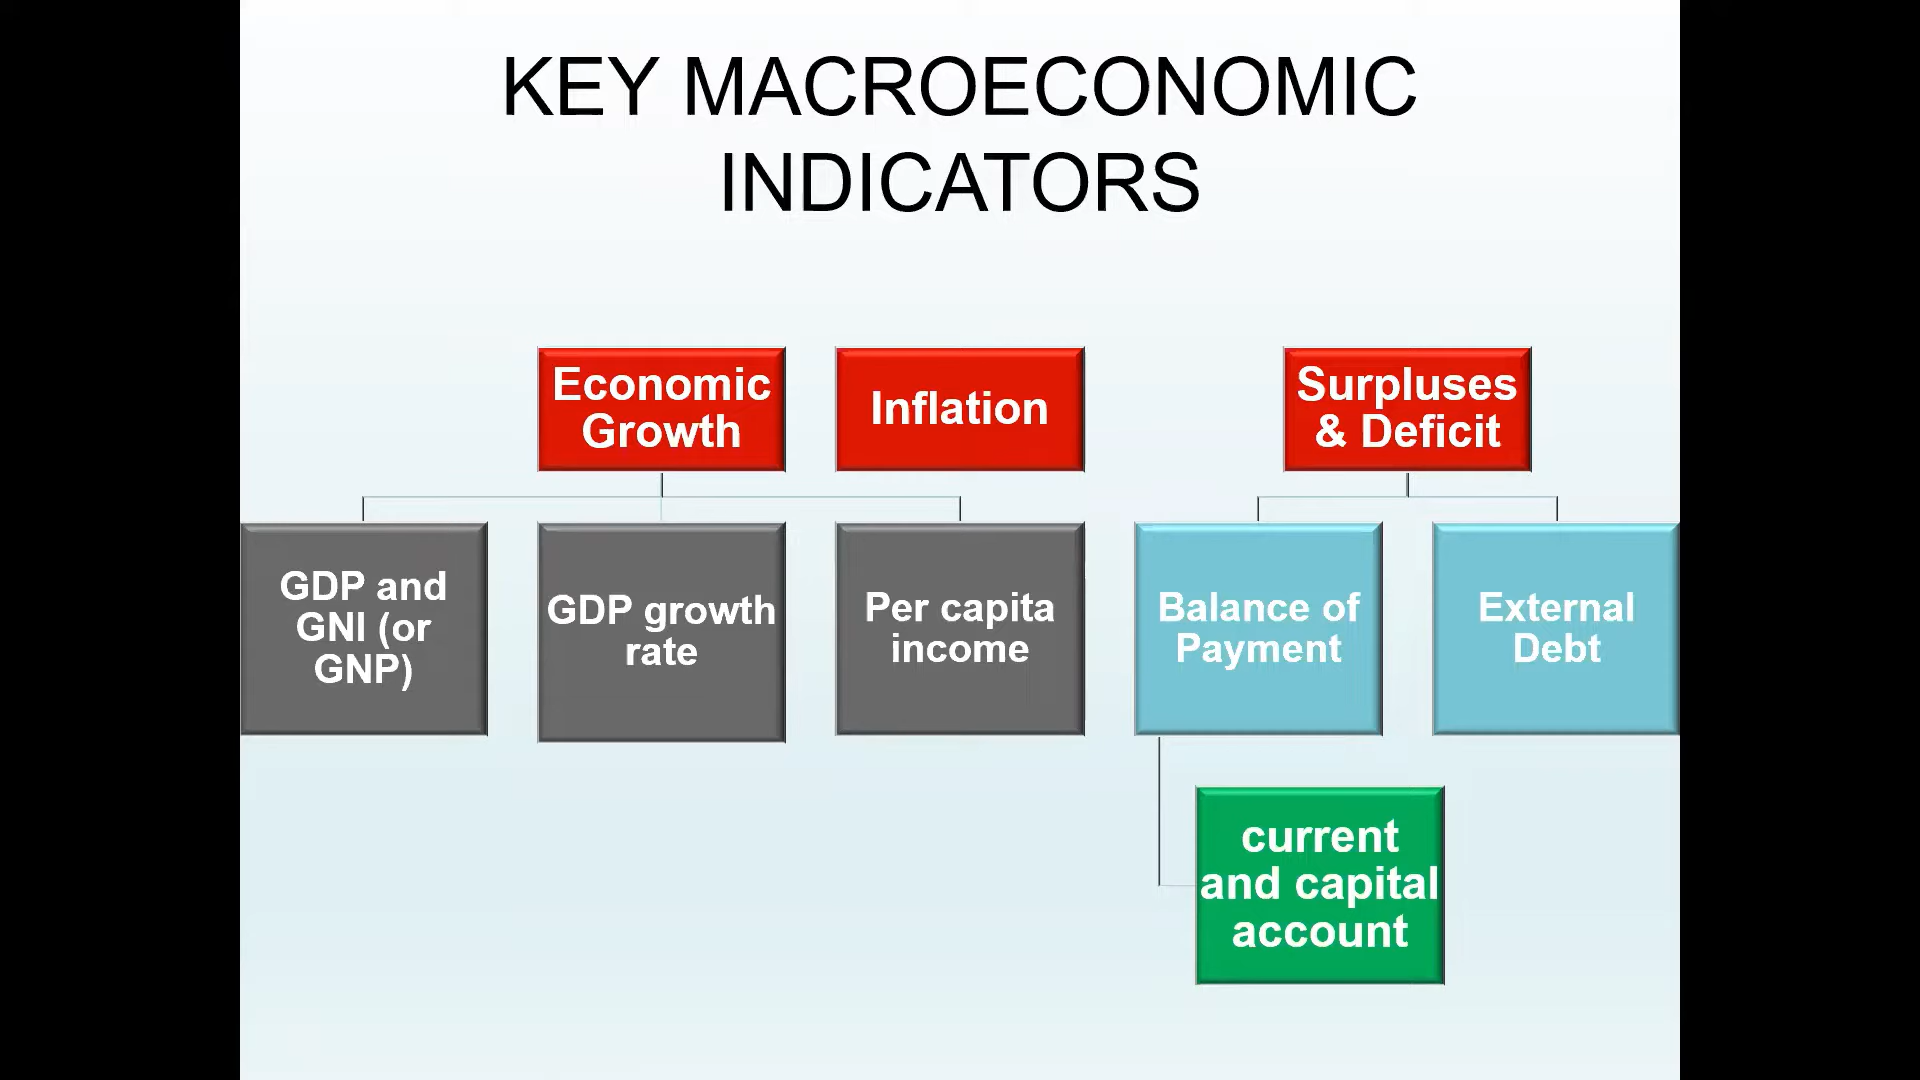 KEY MACROECONOMIC
INDICATORS
Economic
Growth
Inflation
Surpluses
& Deficit
GDP and
GNI (or
GNP)
GDP growth
rate
Per capita
income
Balance of
Payment
External
Debt
current
and capital
account